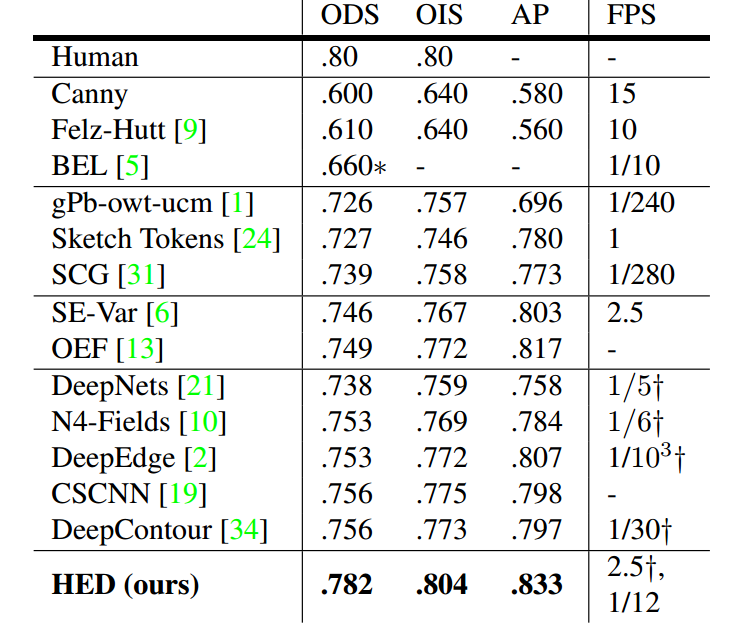 ODS OIS AP FPS
Human .80 .80 - -
Canny .600 .640 .580 15
Felz-Hutt [9] .610 .640 .560 10
BEL [5] .660∗ - - 1/10
gPb-owt-ucm [1] .726 .757 .696 1/240
Sketch Tokens [24] .727 .746 .780 1
SCG [31] .739 .758 .773 1/280
SE-Var [6] .746 .767 .803 2.5
OEF [13] .749 .772 .817 -
DeepNets [21] .738 .759 .758 1/5†
N4-Fields [10] .753 .769 .784 1/6†
DeepEdge [2] .753 .772 .807 1/10³†
CSCNN [19] .756 .775 .798 -
DeepContour [34] .756 .773 .797 1/30†
HED (ours) .782 .804 .833 2.5†,
1/12